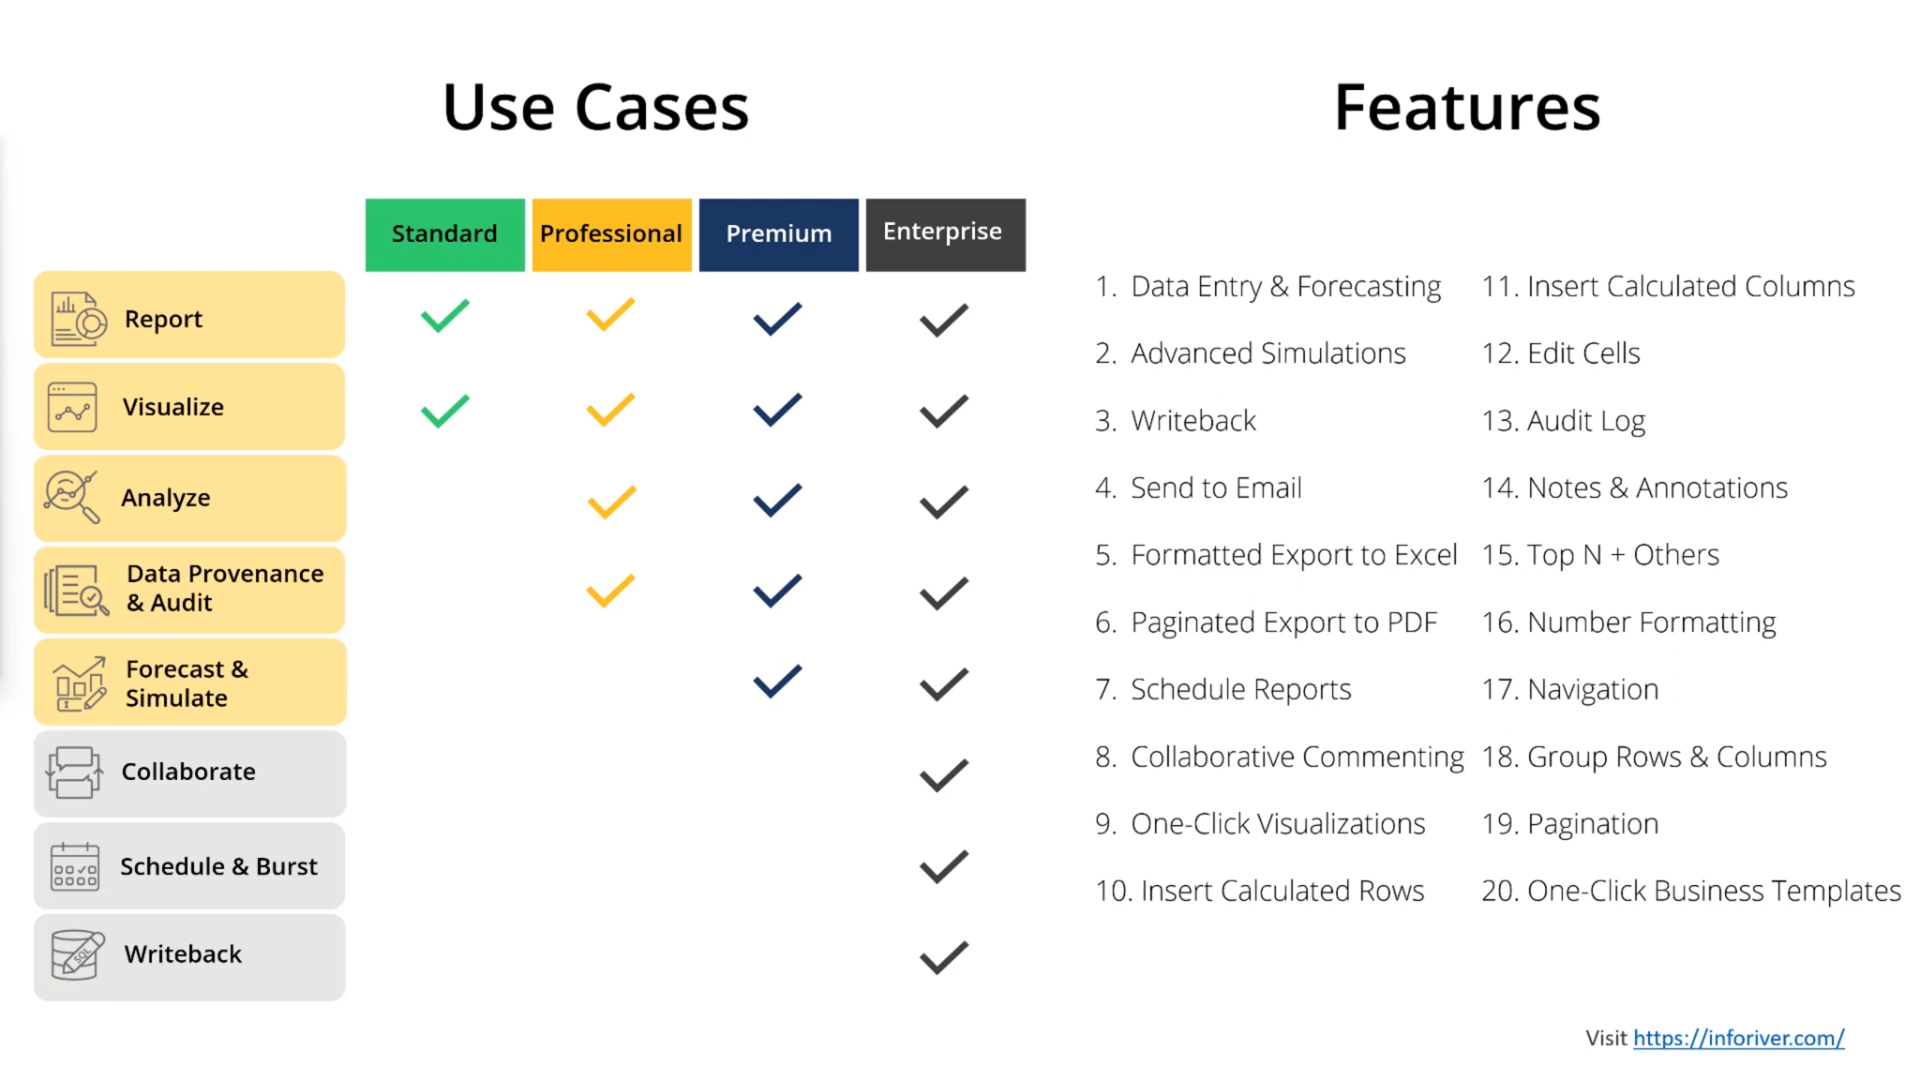 Use Cases
Features
Standard
Professional
Premium
Enterprise
Report
Visualize
Analyze
Data Provenance
& Audit
Forecast &
Simulate
Collaborate
Schedule & Burst
SQL
Writeback
1. Data Entry & Forecasting
2. Advanced Simulations
3. Writeback
4. Send to Email
5. Formatted Export to Excel
6. Paginated Export to PDF
7. Schedule Reports
8. Collaborative Commenting
9. One-Click Visualizations
10. Insert Calculated Rows
11. Insert Calculated Columns
12. Edit Cells
13. Audit Log
14. Notes & Annotations
15. Top N + Others
16. Number Formatting
17. Navigation
18. Group Rows & Columns
19. Pagination
20. One-Click Business Templates
Visit https://inforiver.com/